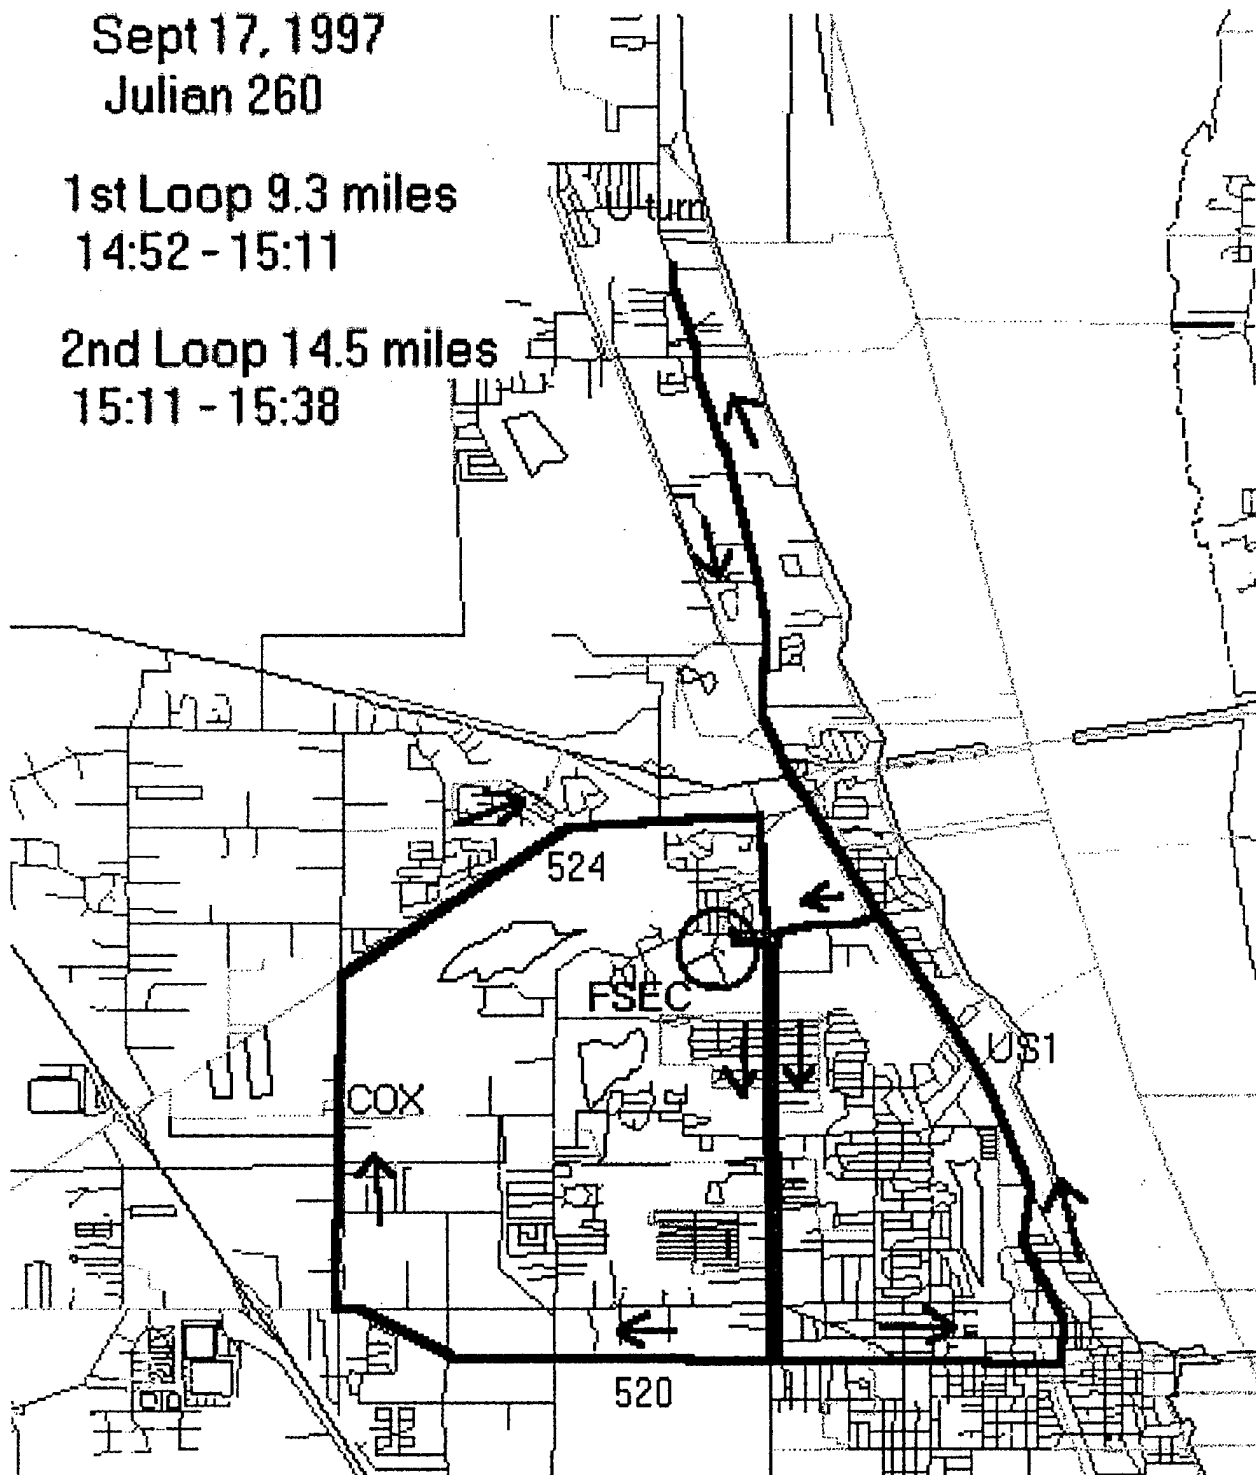 Sept 17, 1997
Julian 260
1st Loop 9.3 miles
14:52 - 15:11
2nd Loop 14.5 miles
15:11 - 15:38
U turn
524
FSEC
US1
COX
520